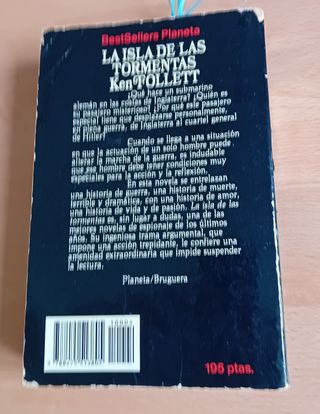 BestSellers Planeta
LA ISLA DE LAS
TORMENTAS
Ken FOLLETT
¿Qué hace un submarino
alemán en las costas de Inglaterra? ¿Quién es
su pasajero misterioso? ¿Por qué este pasajero
especial tiene que desplazarse personalmente,
en plena guerra, de Inglaterra al cuartel general
de Hitler?
Cuando se llega a una situación
en que la actuación de un solo hombre puede
alterar la marcha de la guerra, es indudable
que ese hombre debe tener condiciones muy
especiales para la acción y la reflexión.
En esta novela se entrelazan
una historia de guerra, una historia de muerte,
terrible y dramática, con una historia de amor,
una historia de vida y de pasión. La isla de las
tormentas es, sin lugar a dudas, una de las
mejores novelas de espionaje de los últimos
años. Su ingeniosa trama argumental, que
impone una acción trepidante, le confiere una
amenidad extraordinaria que impide suspender
la lectura.
Planeta/Bruguera
195 ptas.